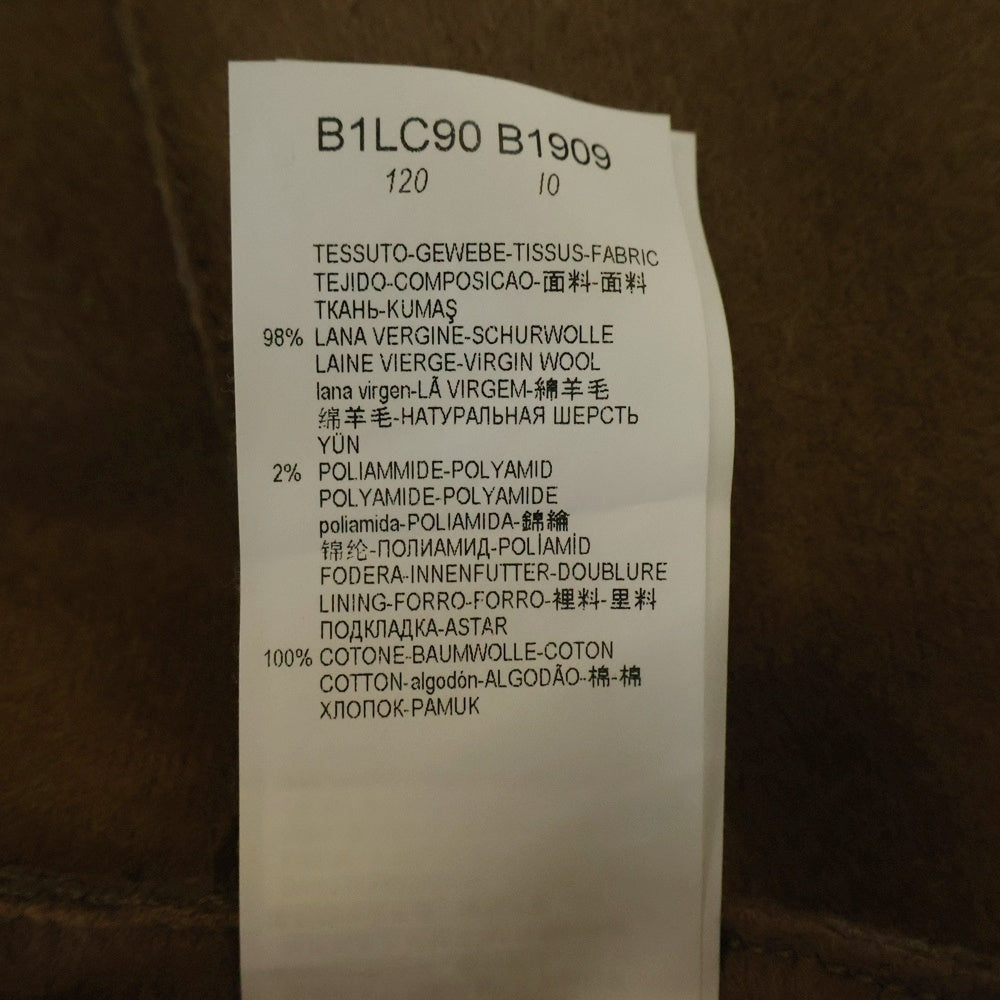 B1LC90 B1909
120 10
TESSUTO-GEWEBE-TISSUS-FABRIC
TEJIDO-COMPOSICAO-面料-面料
ТКАНЬ-KUMAŞ
98% LANA VERGINE-SCHURWOLLE
LAINE VIERGE-VIRGIN WOOL
lana virgen-LÃ VIRGEM-綿羊毛
绵羊毛-НАТУРАЛЬНАЯ ШЕРСТЬ
YÜN
2% POLIAMMIDE-POLYAMID
POLYAMIDE-POLYAMIDE
poliamida-POLIAMIDA-錦綸
锦纶-ПОЛИАМИД-POLİAMİD
FODERA-INNENFUTTER-DOUBLURE
LINING-FORRO-FORRO-裡料-里料
ПОДКЛАДКА-ASTAR
100% COTONE-BAUMWOLLE-COTON
COTTON-algodón-ALGODÃO-棉-棉
ХЛОПОК-PAMUK